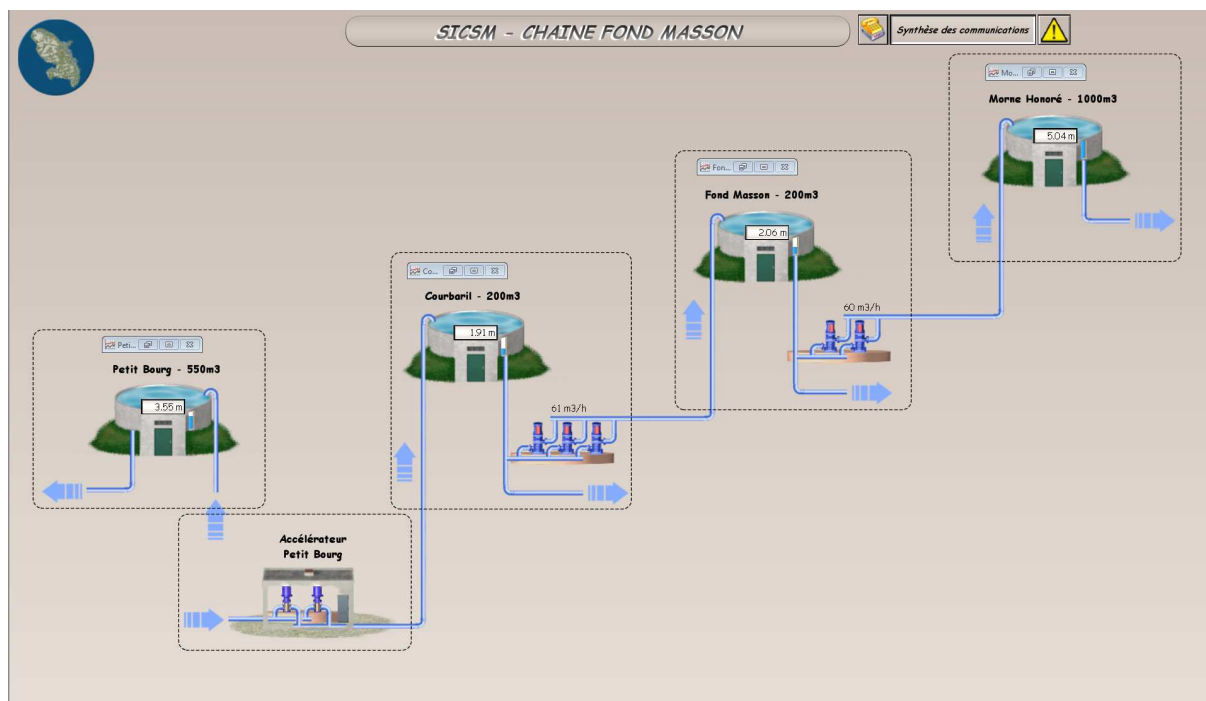 SICSM - CHAINE FOND MASSON
Synthèse des communications
Mo...
Morne Honoré - 1000m3
5.04 m
Fon...
Fond Masson - 200m3
2.06 m
60 m3/h
Co...
Courbaril - 200m3
1.91 m
61 m3/h
Peti...
Petit Bourg - 550m3
3.55 m
Accélérateur
Petit Bourg